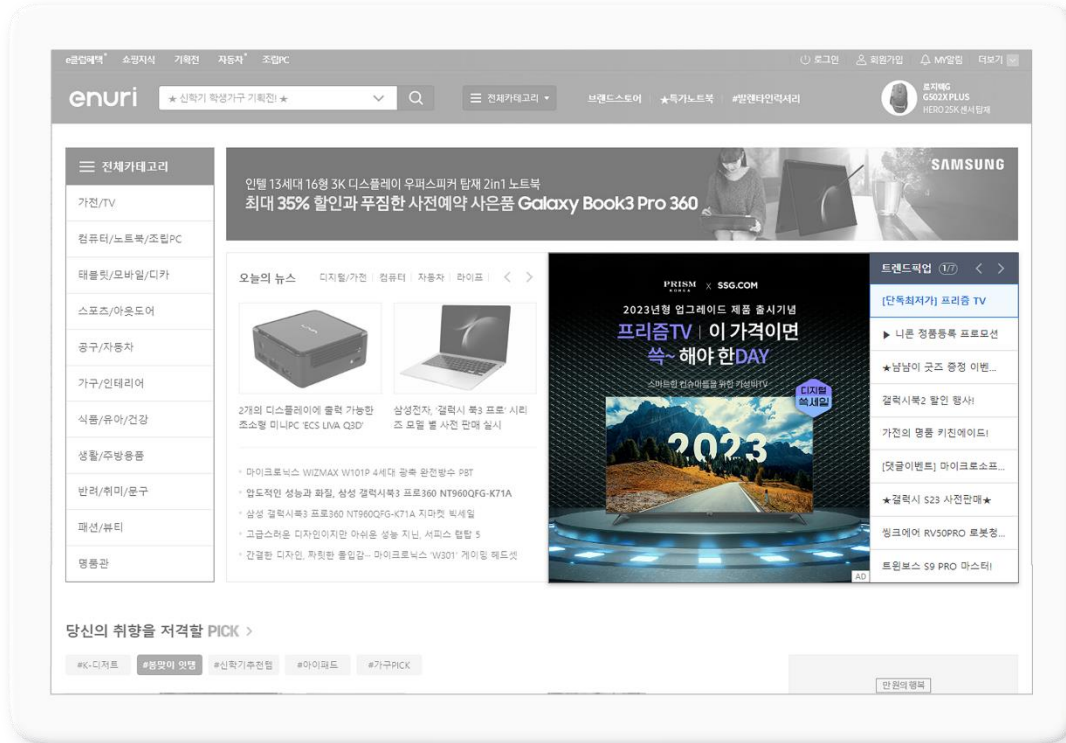 e클럽혜택 쇼핑지식 기획전 자동차 조립PC
로그인 회원가입 MY알림 더보기
enuri
★ 신학기 학생가구 기획전! ★
전체카테고리
브랜드스토어 ★특가노트북 #발렌타인럭셔리
로지텍G
G502X PLUS
HERO 25K 센서 탑재
전체카테고리
가전/TV
컴퓨터/노트북/조립PC
태블릿/모바일/디카
스포츠/아웃도어
공구/자동차
가구/인테리어
식품/유아/건강
생활/주방용품
반려/취미/문구
패션/뷰티
명품관
인텔 13세대 16형 3K 디스플레이 우퍼스피커 탑재 2in1 노트북
최대 35% 할인과 푸짐한 사전예약 사은품 Galaxy Book3 Pro 360
SAMSUNG
오늘의 뉴스 디지털/가전 컴퓨터 자동차 라이프
2개의 디스플레이에 출력 가능한
초소형 미니PC 'ECS LIVA Q3D'
삼성전자, '갤럭시 북3 프로' 시리
즈 모델 별 사전 판매 실시
마이크로닉스 WIZMAX W101P 4세대 광축 완전방수 PBT
압도적인 성능과 화질, 삼성 갤럭시북3 프로360 NT960QFG-K71A
삼성 갤럭시북3 프로360 NT960QFG-K71A 지마켓 빅세일
고급스러운 디자인이지만 아쉬운 성능 지닌, 서피스 랩탑 5
간결한 디자인, 짜릿한 몰입감~ 마이크로닉스 'W301' 게이밍 헤드셋
PRISM KOREA x SSG.COM
2023년형 업그레이드 제품 출시기념
프리즘TV | 이 가격이면
쓱~ 해야 한DAY
스마트한 컨슈머들을 위한 가성비TV
디지털
쓱세일
2023
AD
트렌드픽업 1/7
[단독최저가] 프리즘 TV
▶ 니콘 정품등록 프로모션
★냠냠이 굿즈 증정 이벤...
갤럭시북2 할인 행사!
가전의 명품 키친에이드!
[댓글이벤트] 마이크로소프...
★갤럭시 S23 사전판매★
씽크에어 RV50PRO 로봇청...
트윈보스 S9 PRO 마스터!
당신의 취향을 저격할 PICK >
#K-디저트 #봄맞이 잇템 #신학기추천템 #아이패드 #가구PICK
만원의행복